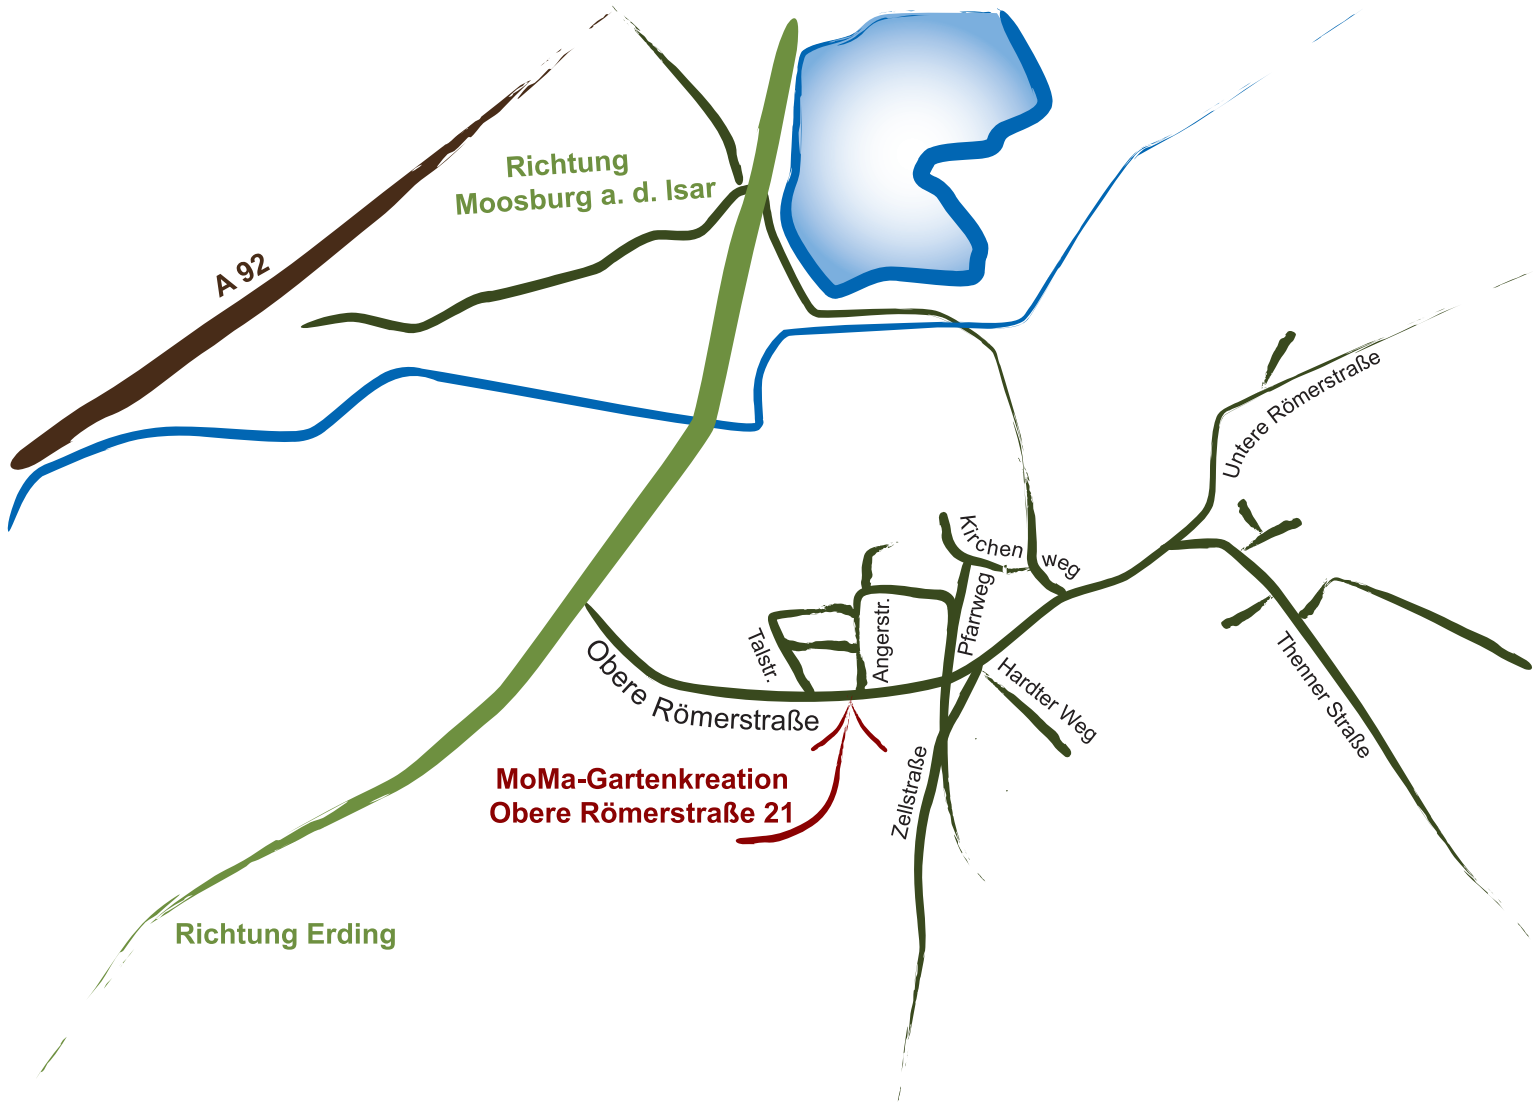 Richtung
Moosburg a. d. Isar
A 92
Untere Römerstraße
Kirchen weg
Pfarrweg
Angerstr.
Talstr.
Obere Römerstraße
Hardter Weg
Thenner Straße
Zellstraße
MoMa-Gartenkreation
Obere Römerstraße 21
Richtung Erding